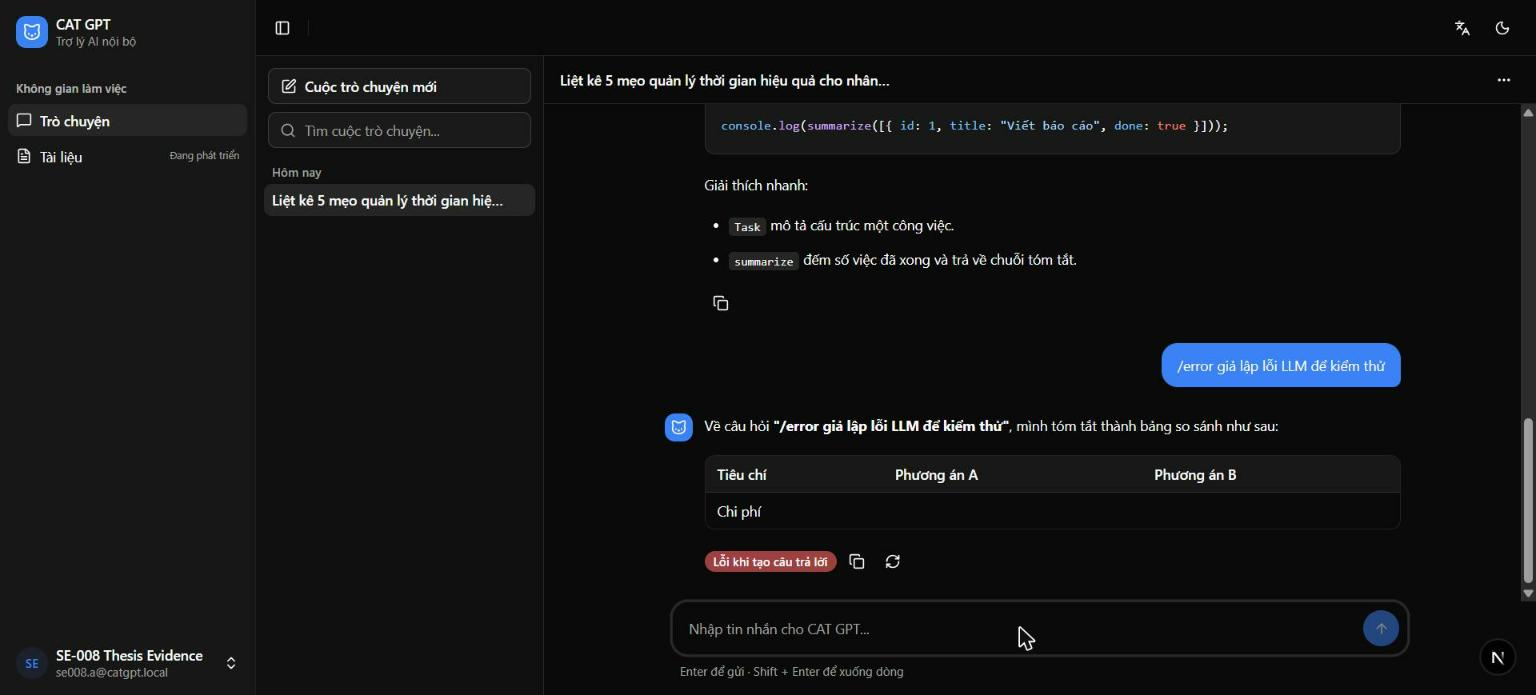 CAT GPT
Trợ lý AI nội bộ
Không gian làm việc
Trò chuyện
Tài liệu
Đang phát triển
SE
SE-008 Thesis Evidence
se008.a@catgpt.local
Cuộc trò chuyện mới
Tìm cuộc trò chuyện...
Hôm nay
Liệt kê 5 mẹo quản lý thời gian hiệ...
Liệt kê 5 mẹo quản lý thời gian hiệu quả cho nhân...
console.log(summarize([{ id: 1, title: "Viết báo cáo", done: true }]));
Giải thích nhanh:
• Task mô tả cấu trúc một công việc.
• summarize đếm số việc đã xong và trả về chuỗi tóm tắt.
/error giả lập lỗi LLM để kiểm thử
Về câu hỏi "/error giả lập lỗi LLM để kiểm thử", mình tóm tắt thành bảng so sánh như sau:
Tiêu chí Phương án A Phương án B
Chi phí
Lỗi khi tạo câu trả lời
Nhập tin nhắn cho CAT GPT...
Enter để gửi · Shift + Enter để xuống dòng
N